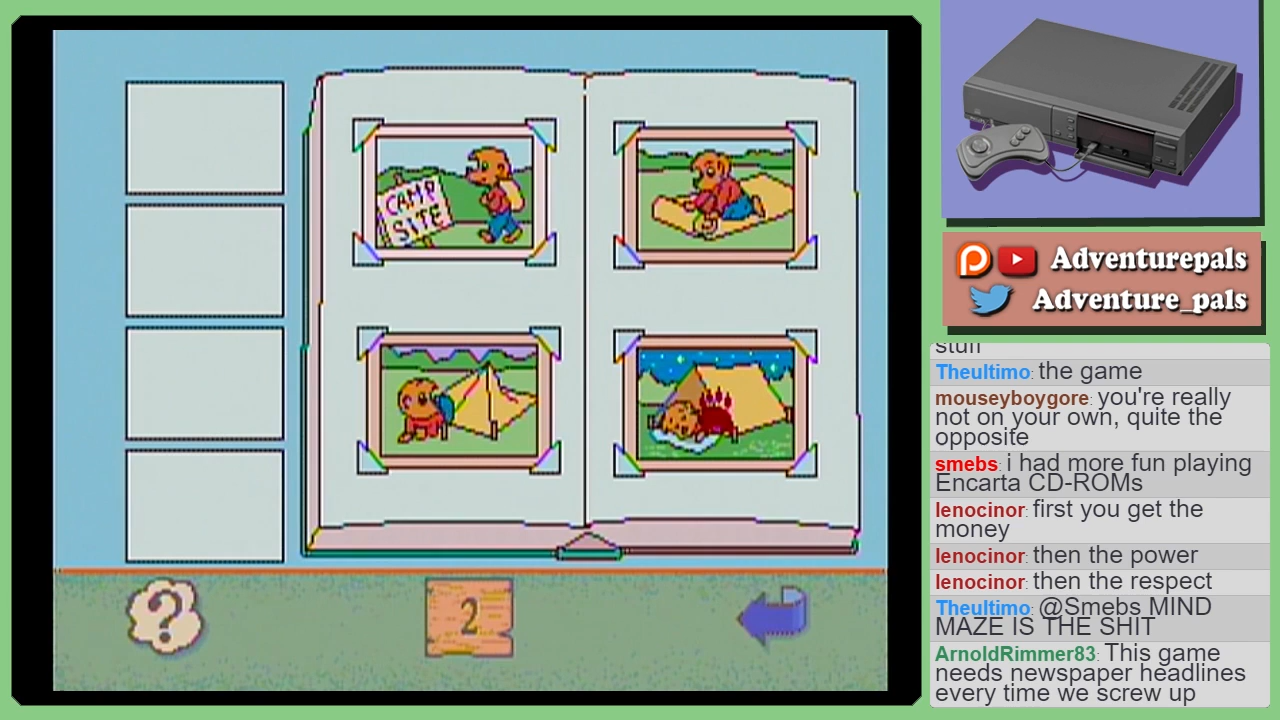 CAMP
SITE
?
2
Adventurepals
Adventure_pals
stuff
Theultimo: the game
mouseyboygore: you're really
not on your own, quite the
opposite
smebs: i had more fun playing
Encarta CD-ROMs
lenocinor: first you get the
money
lenocinor: then the power
lenocinor: then the respect
Theultimo: @Smebs MIND
MAZE IS THE SHIT
ArnoldRimmer83: This game
needs newspaper headlines
every time we screw up